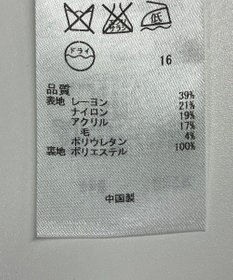 低
ドライ
16
品質
表地 レーヨン 39%
ナイロン 21%
アクリル 19%
毛 17%
ポリウレタン 4%
裏地 ポリエステル 100%
中国製